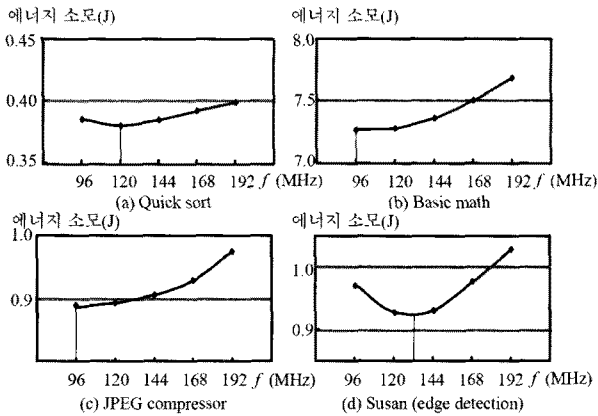 에너지 소모(J)
에너지 소모(J)
0.45
0.40
0.35
8.0
7.5
7.0
96 120 144 168 192 f (MHz)
96 120 144 168 192 f (MHz)
(a) Quick sort
(b) Basic math
에너지 소모(J)
에너지 소모(J)
1.0
0.9
1.0
0.9
96 120 144 168 192 f (MHz)
96 120 144 168 192 f (MHz)
(c) JPEG compressor
(d) Susan (edge detection)